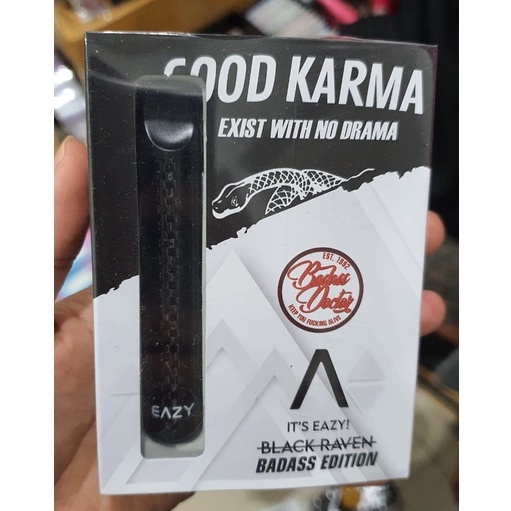 GOOD KARMA
EXIST WITH NO DRAMA
EST. 1982
Badass
Doctor
KEEP YOU FUCKING ALIVE
EAZY
IT'S EAZY!
BLACK RAVEN
BADASS EDITION